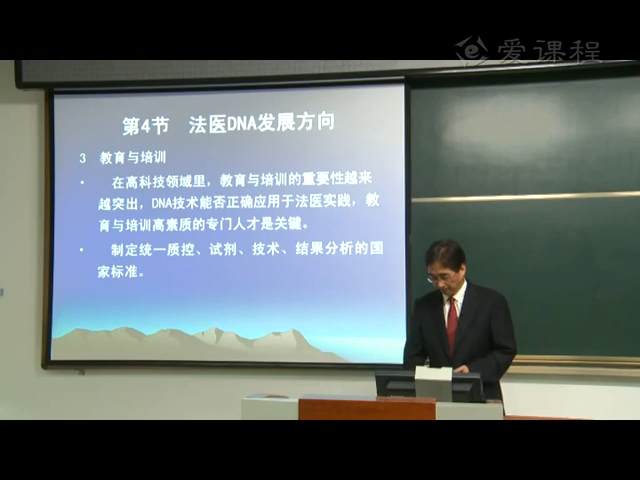 爱课程
第4节 法医DNA发展方向
3 教育与培训
• 在高科技领域里，教育与培训的重要性越来
越突出，DNA技术能否正确应用于法医实践，教
育与培训高素质的专门人才是关键。
• 制定统一质控、试剂、技术、结果分析的国
家标准。